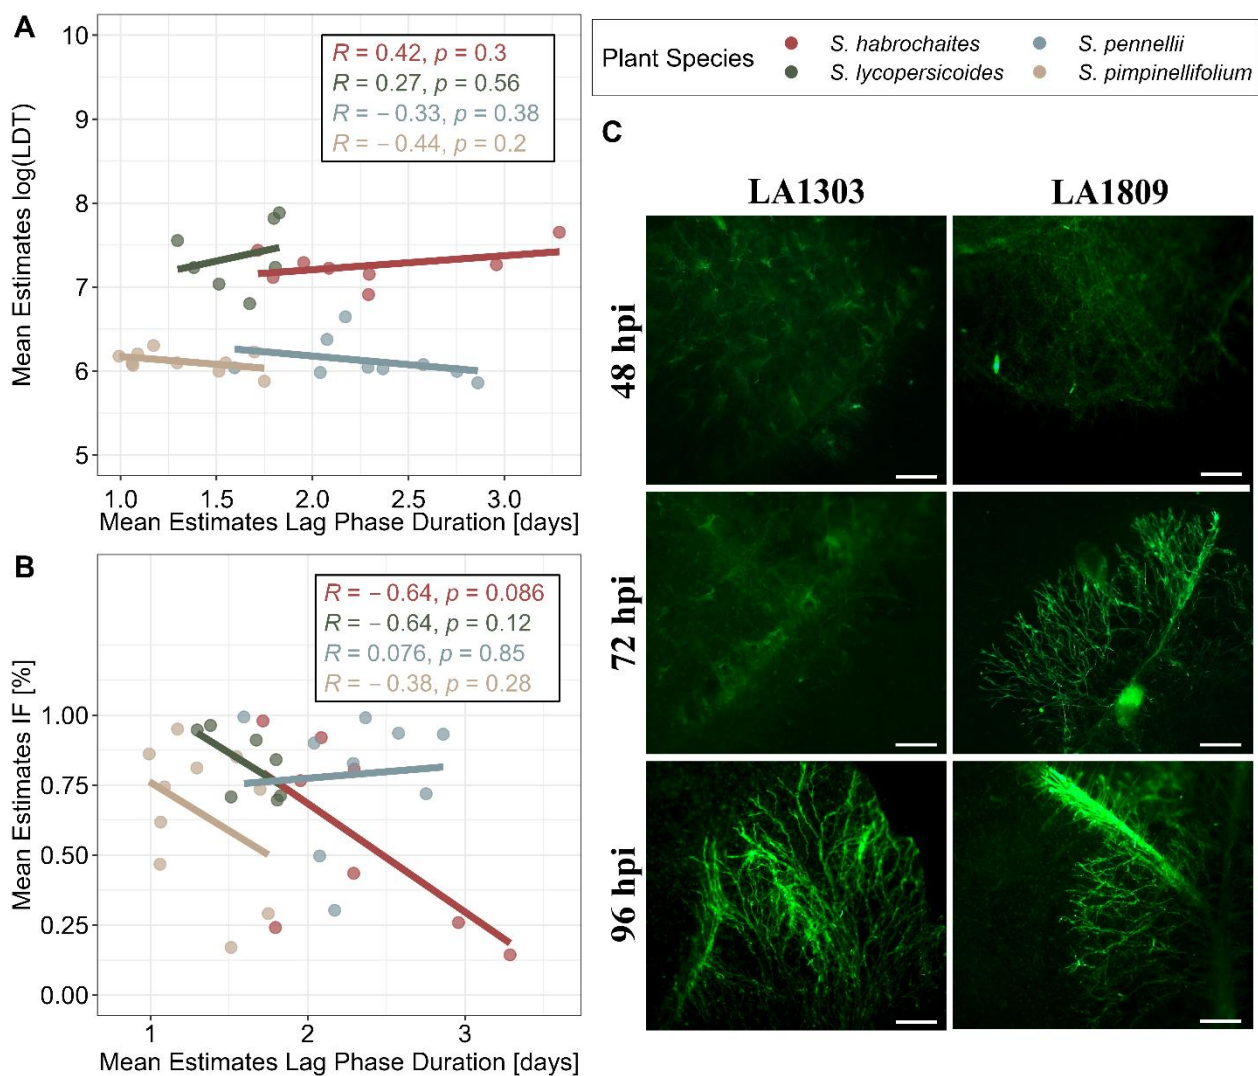 A
10
9
8
7
6
5
Mean Estimates log(LDT)
R = 0.42, p = 0.3
R = 0.27, p = 0.56
R = − 0.33, p = 0.38
R = − 0.44, p = 0.2
1.0 1.5 2.0 2.5 3.0
Mean Estimates Lag Phase Duration [days]
Plant Species
S. habrochaites
S. pennellii
S. lycopersicoides
S. pimpinellifolium
B
1.00
0.75
0.50
0.25
0.00
Mean Estimates IF [%]
R = − 0.64, p = 0.086
R = − 0.64, p = 0.12
R = 0.076, p = 0.85
R = − 0.38, p = 0.28
1 2 3
Mean Estimates Lag Phase Duration [days]
C
LA1303 LA1809
48 hpi
72 hpi
96 hpi